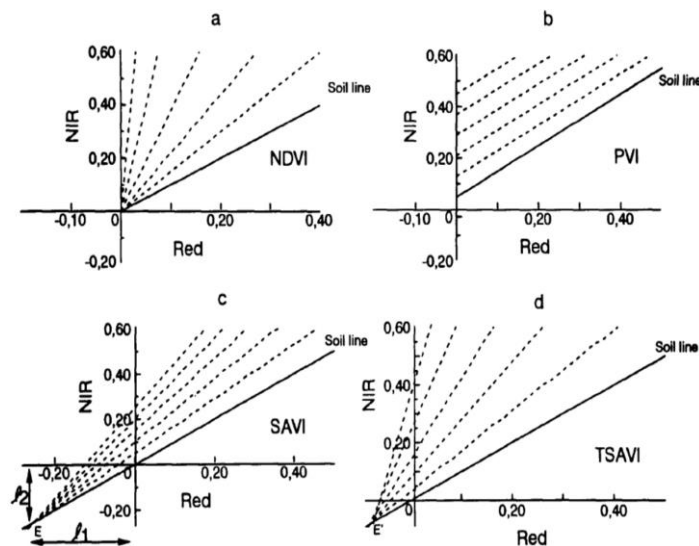 a
0,60
0,40
0,20
NIR
Soil line
NDVI
-0,10
0
0,20
0,40
Red
-0,20
b
0,60
0,40
0,20
NIR
Soil line
PVI
-0,10
0
0,20
0,40
Red
-0,20
c
0,60
0,40
0,20
NIR
Soil line
SAVI
-0,20
0
0,20
0,40
Red
-0,20
ℓ2
E
ℓ1
d
0,60
0,40
0,20
NIR
Soil line
TSAVI
0
0,20
0,40
Red
E'